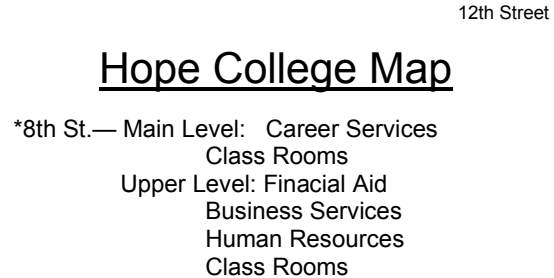 12th Street
Hope College Map
*8th St.— Main Level: Career Services
Class Rooms
Upper Level: Finacial Aid
Business Services
Human Resources
Class Rooms